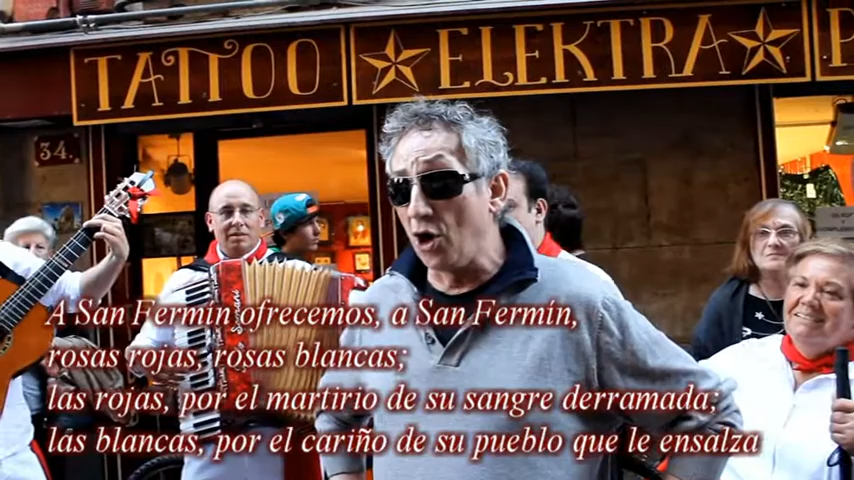 TATTOO ELEKTRA
S.34
A San Fermín ofrecemos, a San Fermín,
rosas rojas, rosas blancas;
las rojas, por el martirio de su sangre derramada;
las blancas, por el cariño de su pueblo que le ensalza